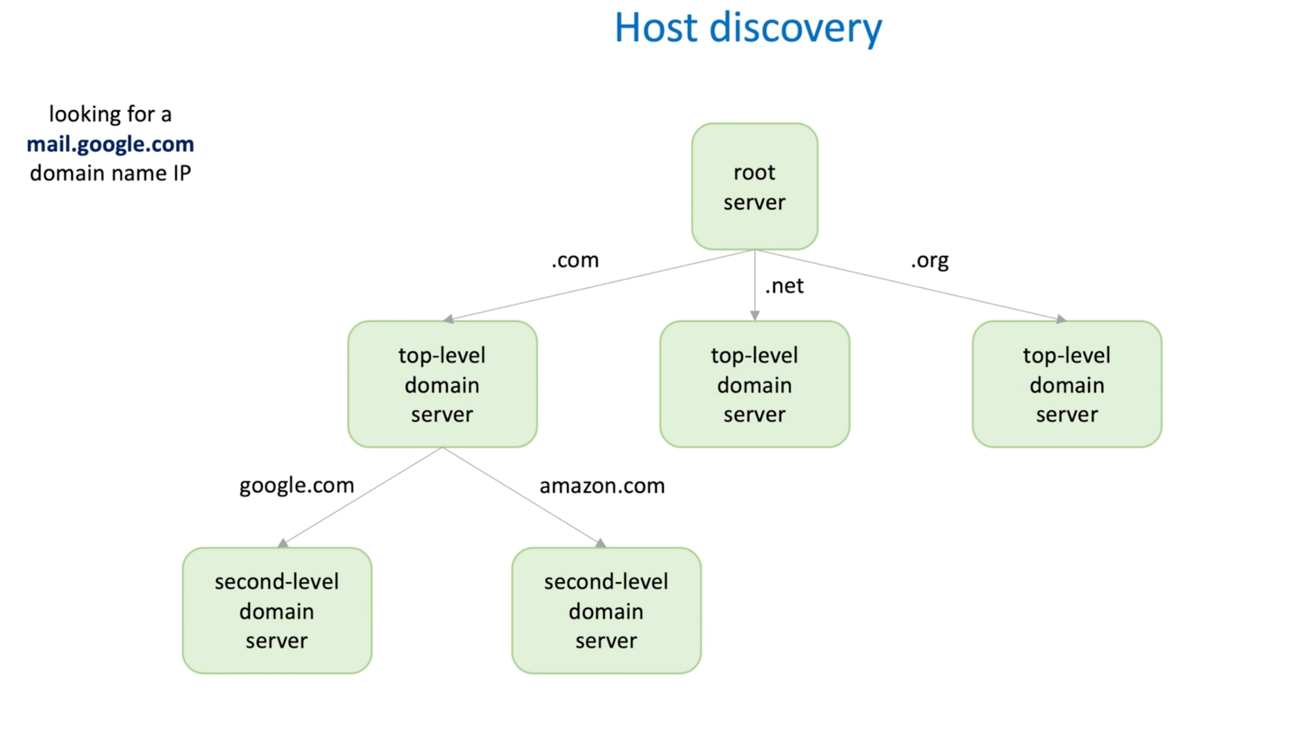 Host discovery
looking for a
mail.google.com
domain name IP
root
server
.com
.net
.org
top-level
domain
server
top-level
domain
server
top-level
domain
server
google.com
amazon.com
second-level
domain
server
second-level
domain
server